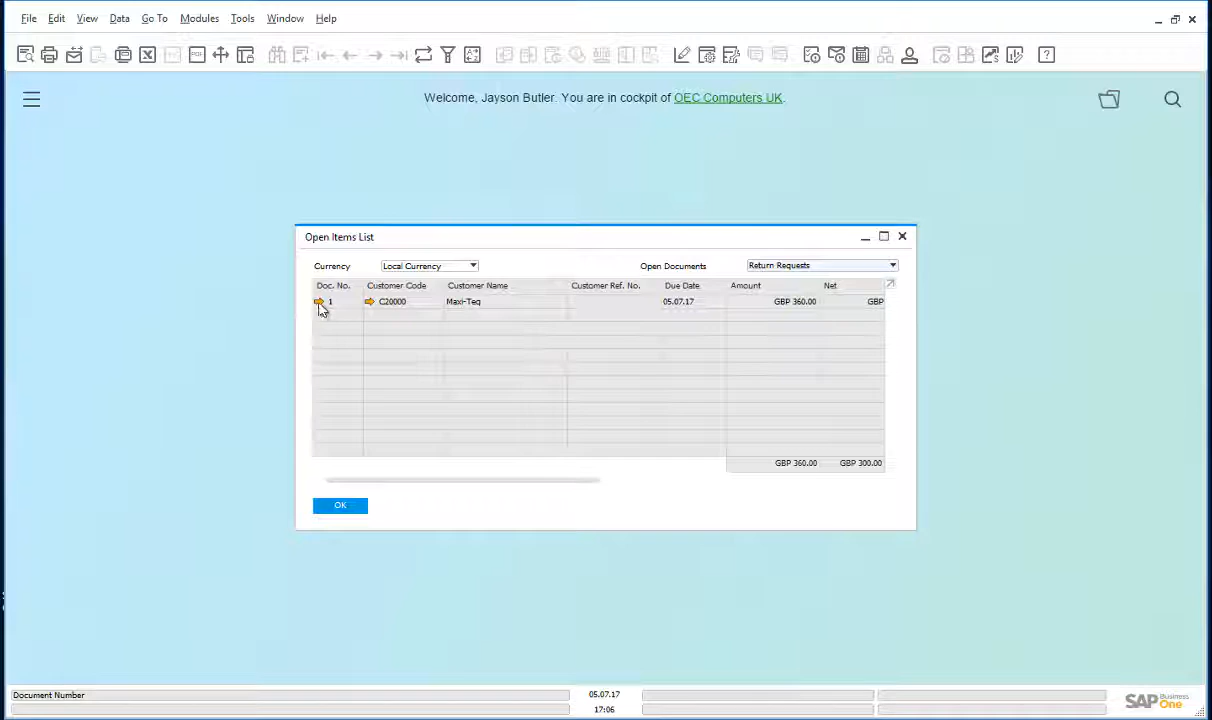 File Edit View Data Go To Modules Tools Window Help
Welcome, Jayson Butler. You are in cockpit of OEC Computers UK.
Open Items List
Currency Local Currency Open Documents Return Requests
Doc. No. Customer Code Customer Name Customer Ref. No. Due Date Amount Net
1 C20000 Maxi-Teq 05.07.17 GBP 360.00 GBP
GBP 360.00 GBP 300.00
OK
Document Number 05.07.17
17:06
SAP Business One